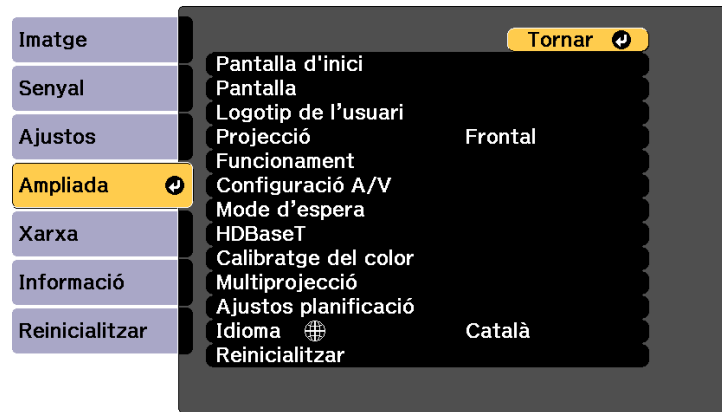 Imatge
Senyal
Ajustos
Ampliada
Xarxa
Informació
Reinicialitzar
Tornar
Pantalla d'inici
Pantalla
Logotip de l’usuari
Projecció Frontal
Funcionament
Configuració A/V
Mode d’espera
HDBaseT
Calibratge del color
Multiprojecció
Ajustos planificació
Idioma Català
Reinicialitzar